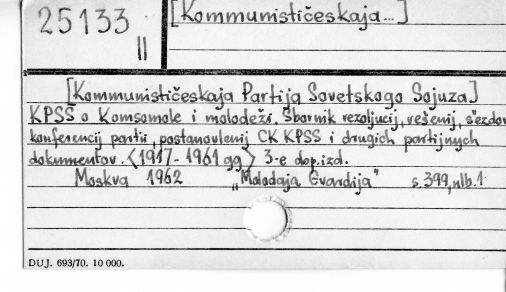 25133
II
[Kommunističeskaja...]
[Kommunističeskaja Partija Sovetskogo Sojuza]
KPSS o Komsomole i molodeži. Sbornik rezoljucij, rešenij, s"ezdov
konferencij partii, postanovlenij CK KPSS i drugich partijnych
dokumentov. <1917-1961 gg> 3-e dop.izd.
Moskva 1962 „Molodaja Gvardija" s.399,nlb.1
DUJ. 693/70. 10 000.